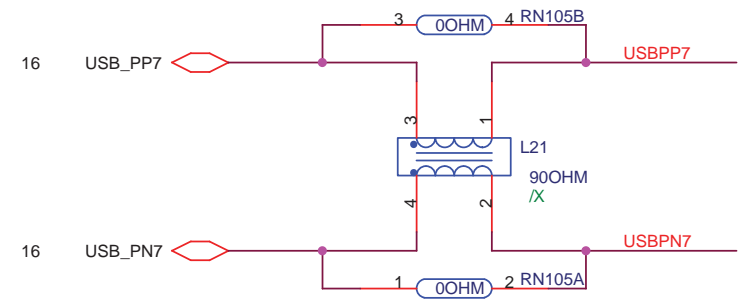 3 0OHM 4 RN105B
16 USB_PP7 USBPP7
3 1
L21
90OHM
/X
4 2
16 USB_PN7 USBPN7
1 0OHM 2 RN105A